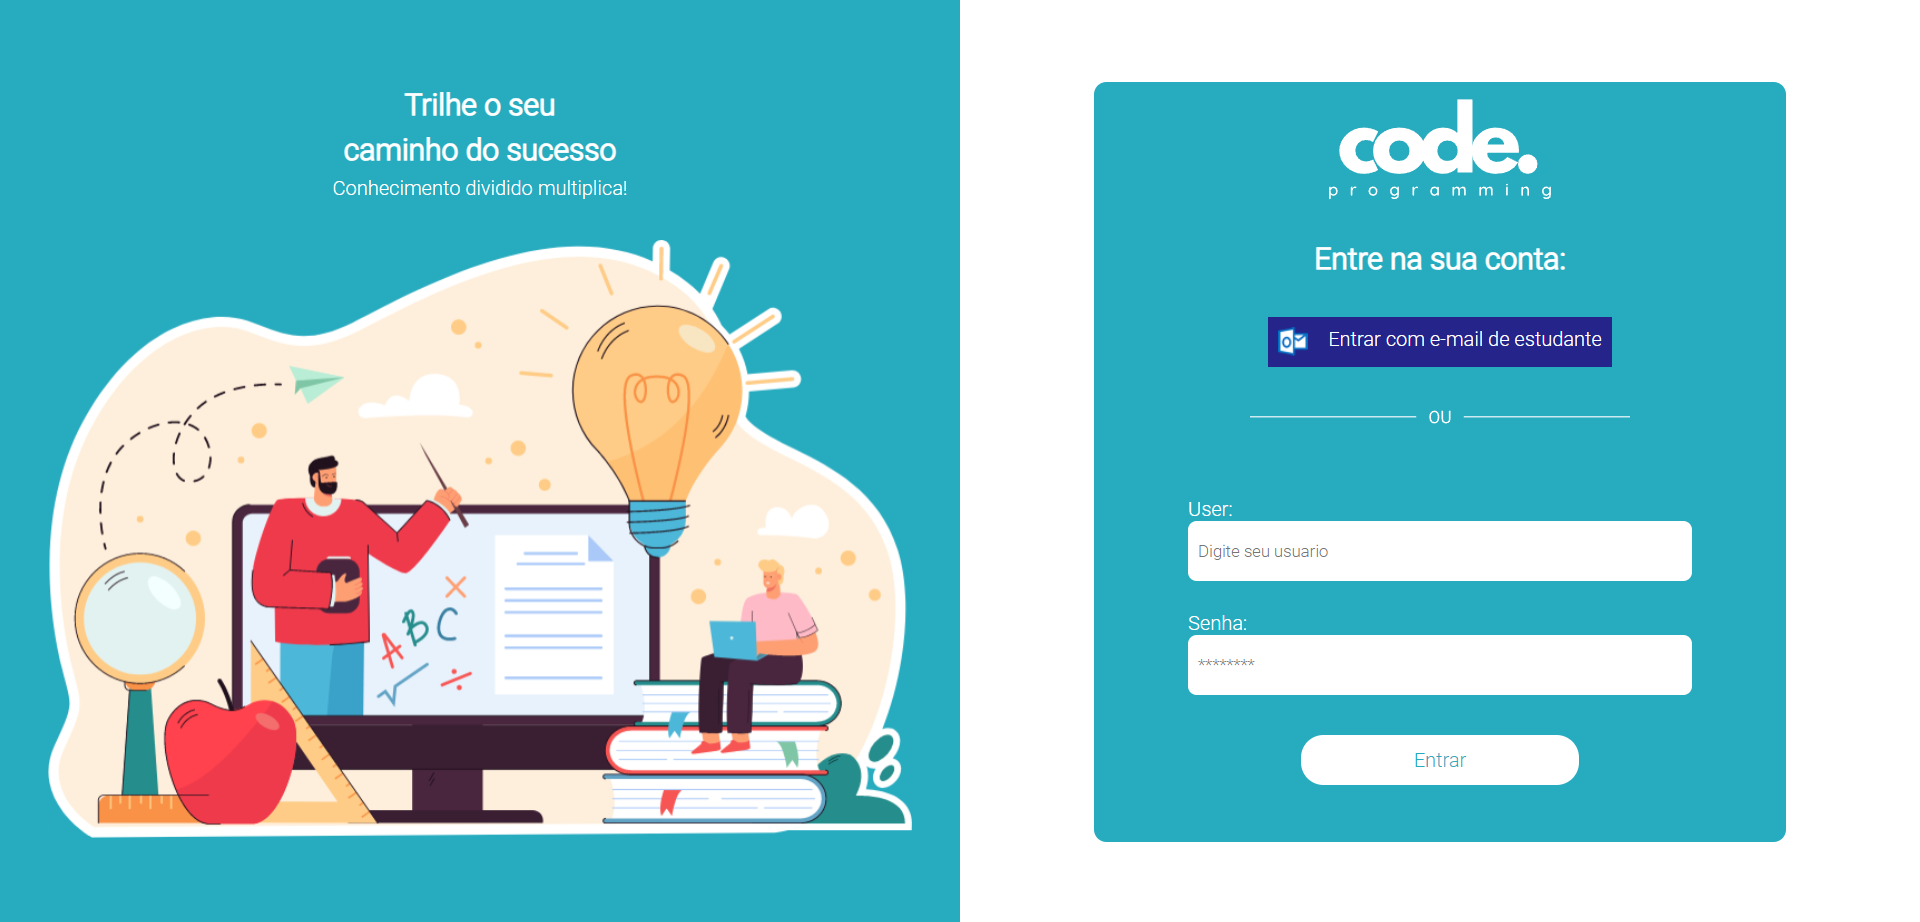 Trilhe o seu
caminho do sucesso
Conhecimento dividido multiplica!
A B C
code.
programming
Entre na sua conta:
Entrar com e-mail de estudante
OU
User:
Digite seu usuario
Senha:
********
Entrar